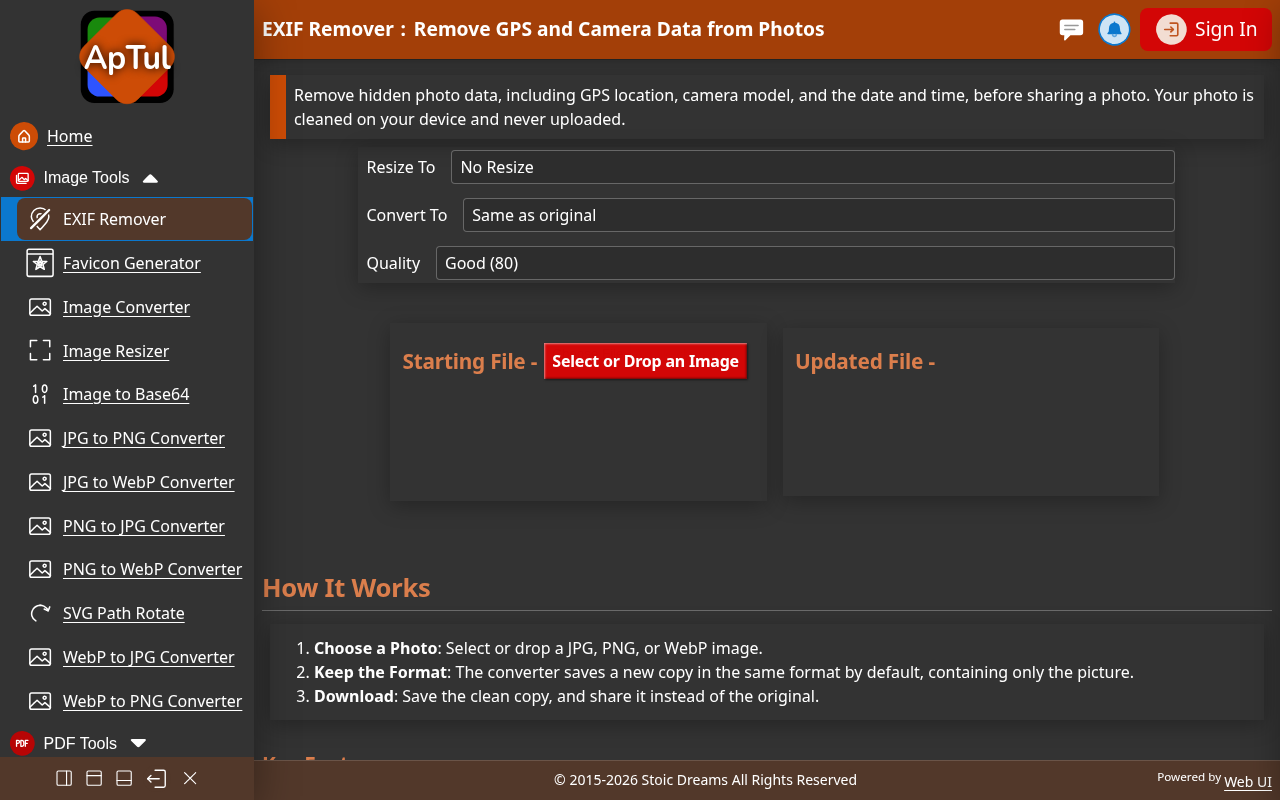 ApTul
Home
Image Tools
EXIF Remover
Favicon Generator
Image Converter
Image Resizer
Image to Base64
JPG to PNG Converter
JPG to WebP Converter
PNG to JPG Converter
PNG to WebP Converter
SVG Path Rotate
WebP to JPG Converter
WebP to PNG Converter
PDF Tools
EXIF Remover : Remove GPS and Camera Data from Photos
Sign In
Remove hidden photo data, including GPS location, camera model, and the date and time, before sharing a photo. Your photo is
cleaned on your device and never uploaded.
Resize To No Resize
Convert To Same as original
Quality Good (80)
Starting File - Select or Drop an Image
Updated File -
How It Works
1. Choose a Photo: Select or drop a JPG, PNG, or WebP image.
2. Keep the Format: The converter saves a new copy in the same format by default, containing only the picture.
3. Download: Save the clean copy, and share it instead of the original.
© 2015-2026 Stoic Dreams All Rights Reserved
Powered by Web UI